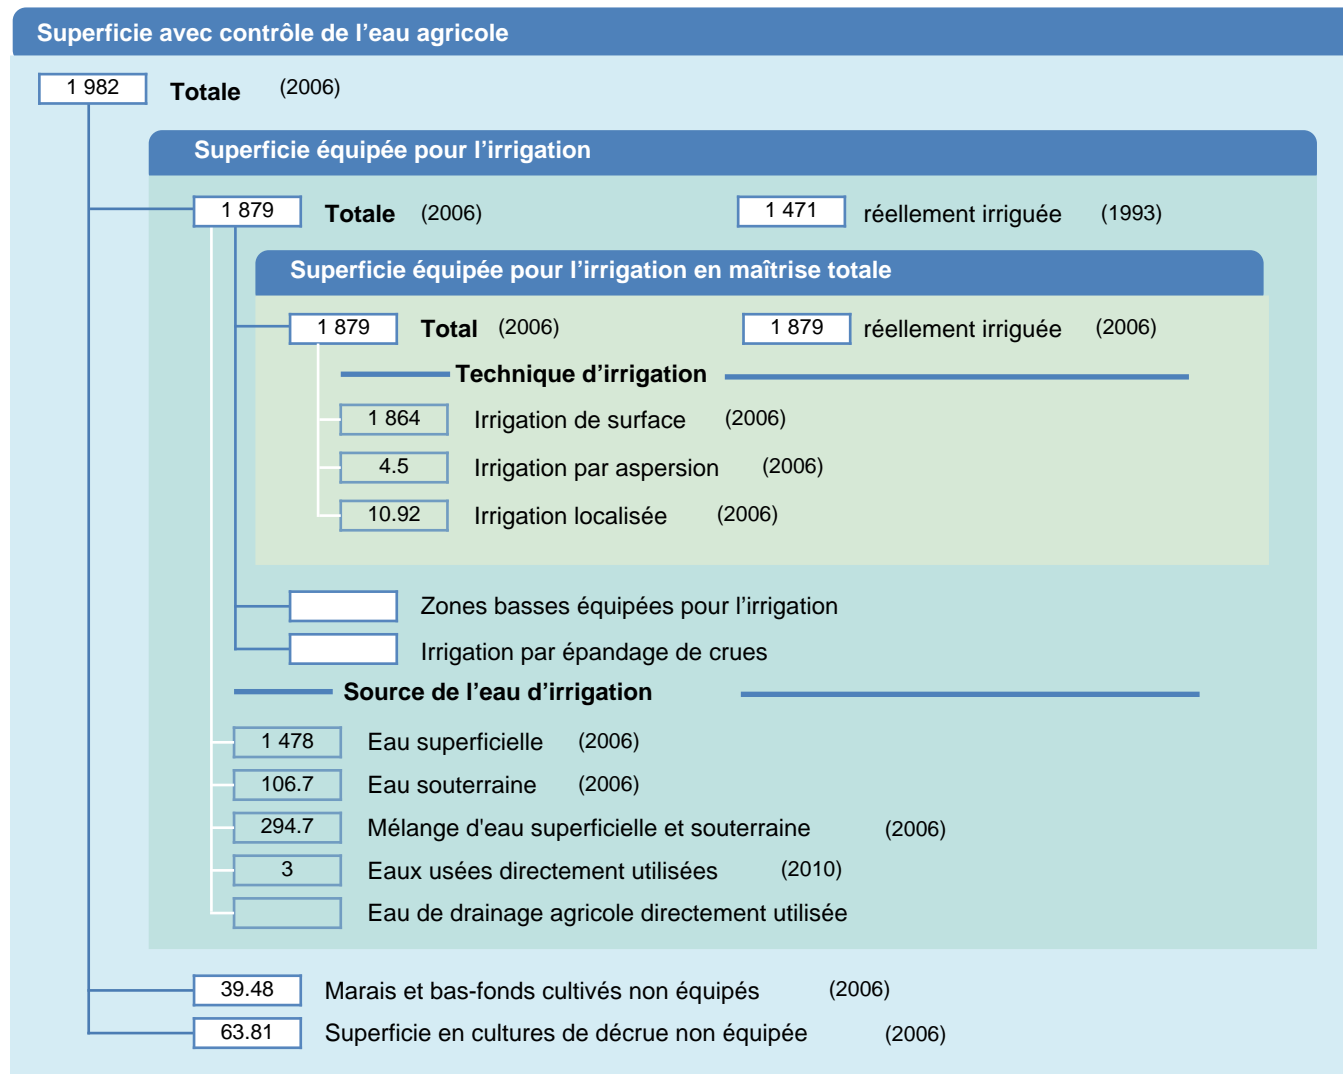 Superficie avec contrôle de l’eau agricole
1 982 Totale (2006)
Superficie équipée pour l’irrigation
1 879 Totale (2006) 1 471 réellement irriguée (1993)
Superficie équipée pour l’irrigation en maîtrise totale
1 879 Total (2006) 1 879 réellement irriguée (2006)
Technique d’irrigation
1 864 Irrigation de surface (2006)
4.5 Irrigation par aspersion (2006)
10.92 Irrigation localisée (2006)
Zones basses équipées pour l’irrigation
Irrigation par épandage de crues
Source de l’eau d’irrigation
1 478 Eau superficielle (2006)
106.7 Eau souterraine (2006)
294.7 Mélange d'eau superficielle et souterraine (2006)
3 Eaux usées directement utilisées (2010)
Eau de drainage agricole directement utilisée
39.48 Marais et bas-fonds cultivés non équipés (2006)
63.81 Superficie en cultures de décrue non équipée (2006)